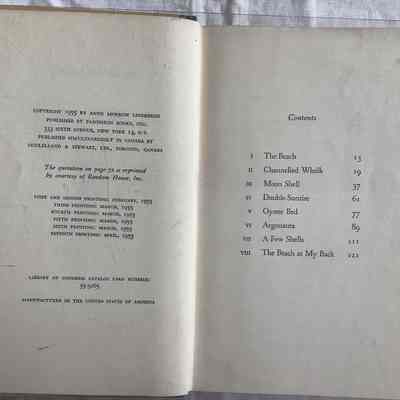 COPYRIGHT 1955 BY ANNE MORROW LINDBERGH
PUBLISHED BY PANTHEON BOOKS, INC.
333 SIXTH AVENUE, NEW YORK 14, N.Y.
PUBLISHED SIMULTANEOUSLY IN CANADA BY
MCCLELLAND & STEWART, LTD., TORONTO, CANADA
The quotation on page 52 is reprinted
by courtesy of Random House, Inc.
FIRST AND SECOND PRINTING: FEBRUARY, 1955
THIRD PRINTING: MARCH, 1955
FOURTH PRINTING: MARCH, 1955
FIFTH PRINTING: MARCH, 1955
SIXTH PRINTING: MARCH, 1955
SEVENTH PRINTING: APRIL, 1955
LIBRARY OF CONGRESS CATALOG CARD NUMBER:
55-5065
MANUFACTURED IN THE UNITED STATES OF AMERICA
Contents
I The Beach 15
II Channelled Whelk 19
III Moon Shell 37
IV Double-Sunrise 61
V Oyster Bed 77
VI Argonauta 89
VII A Few Shells 111
VIII The Beach at My Back 121